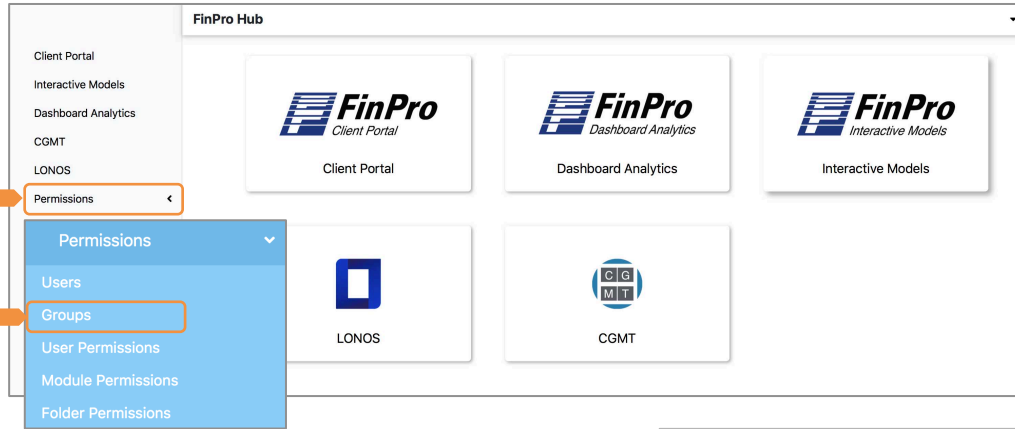 FinPro Hub
Client Portal
Interactive Models
Dashboard Analytics
CGMT
LONOS
Permissions
FinPro
Client Portal
Client Portal
FinPro
Dashboard Analytics
Dashboard Analytics
FinPro
Interactive Models
Interactive Models
Permissions
Users
Groups
User Permissions
Module Permissions
Folder Permissions
LONOS
C G
M T
CGMT